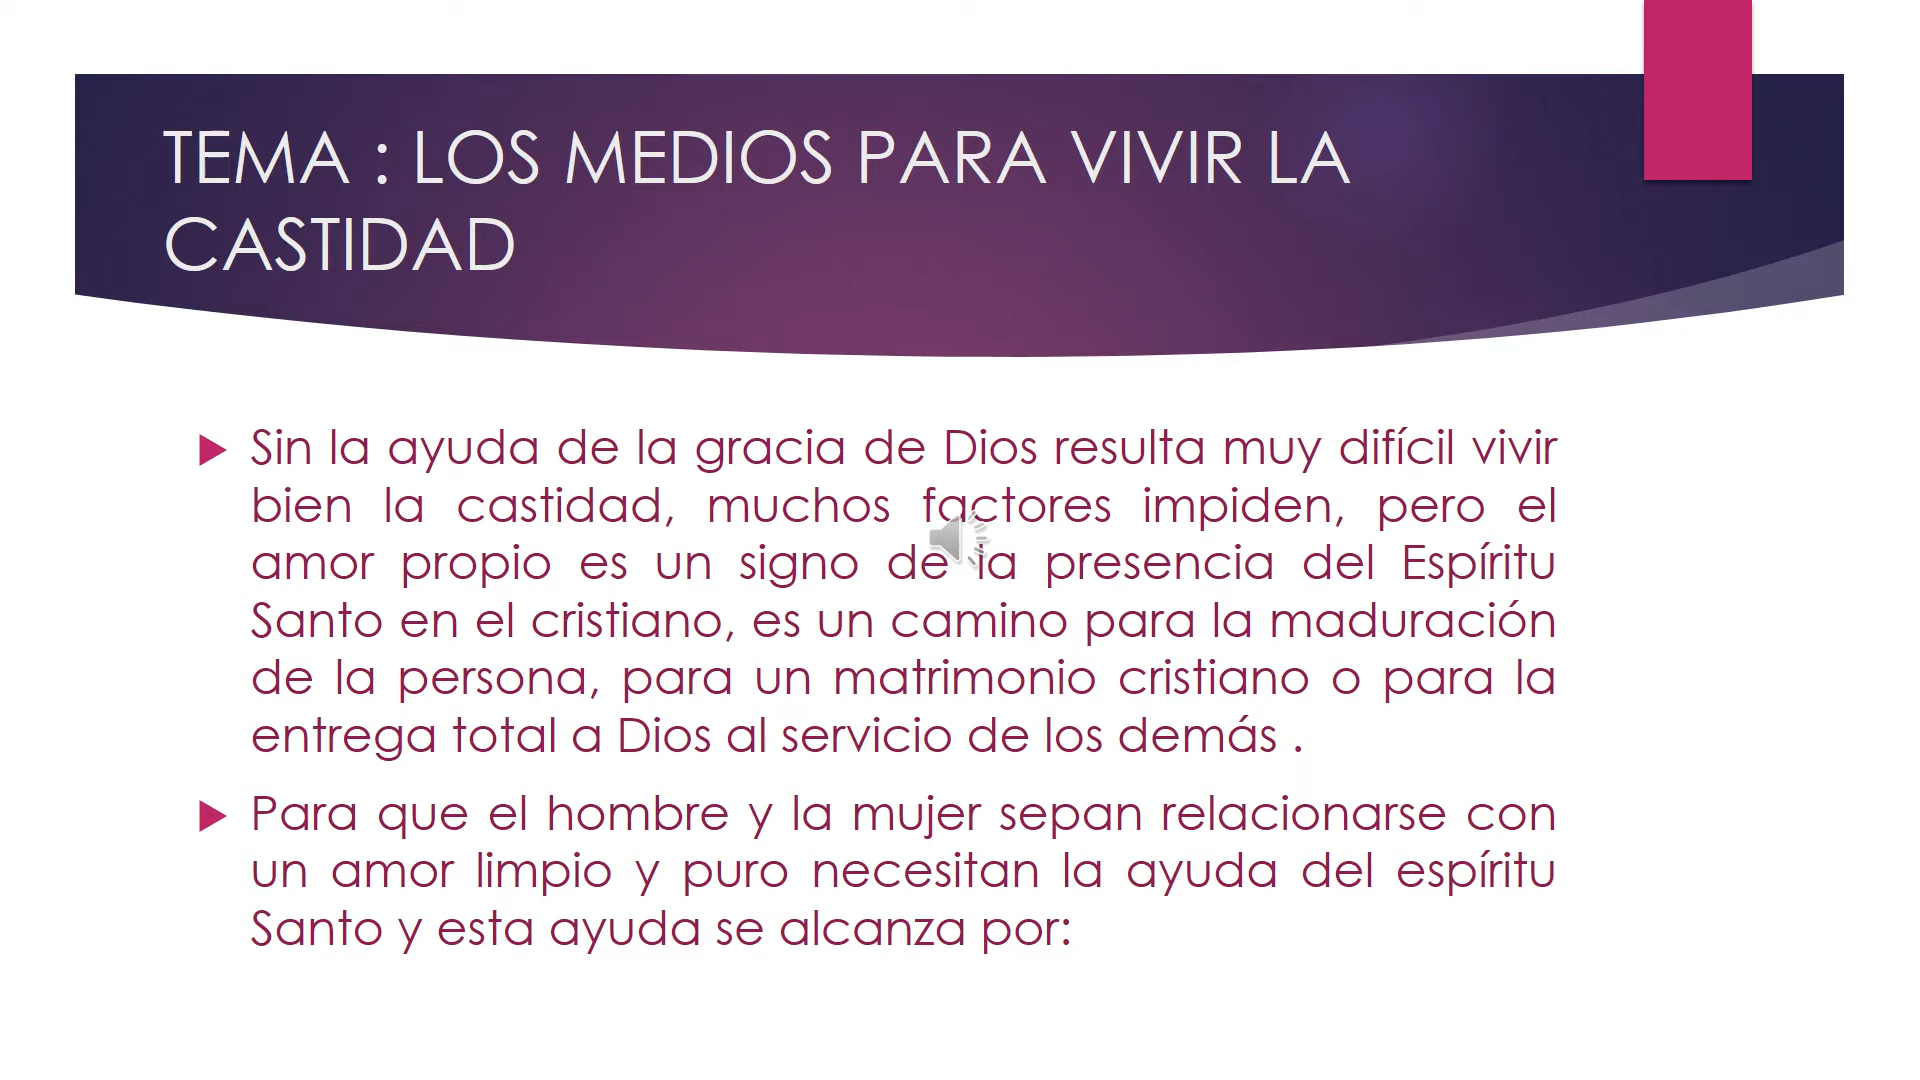 TEMA : LOS MEDIOS PARA VIVIR LA
CASTIDAD
Sin la ayuda de la gracia de Dios resulta muy difícil vivir
bien la castidad, muchos factores impiden, pero el
amor propio es un signo de la presencia del Espíritu
Santo en el cristiano, es un camino para la maduración
de la persona, para un matrimonio cristiano o para la
entrega total a Dios al servicio de los demás .
Para que el hombre y la mujer sepan relacionarse con
un amor limpio y puro necesitan la ayuda del espíritu
Santo y esta ayuda se alcanza por: